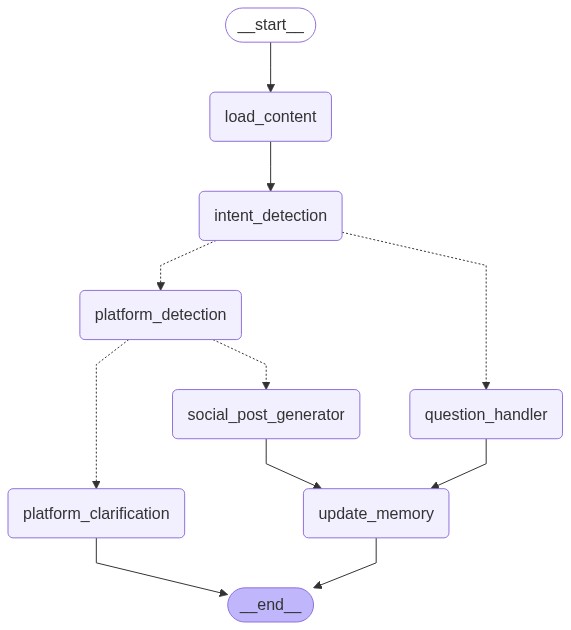 __start__
load_content
intent_detection
platform_detection
social_post_generator
question_handler
platform_clarification
update_memory
__end__